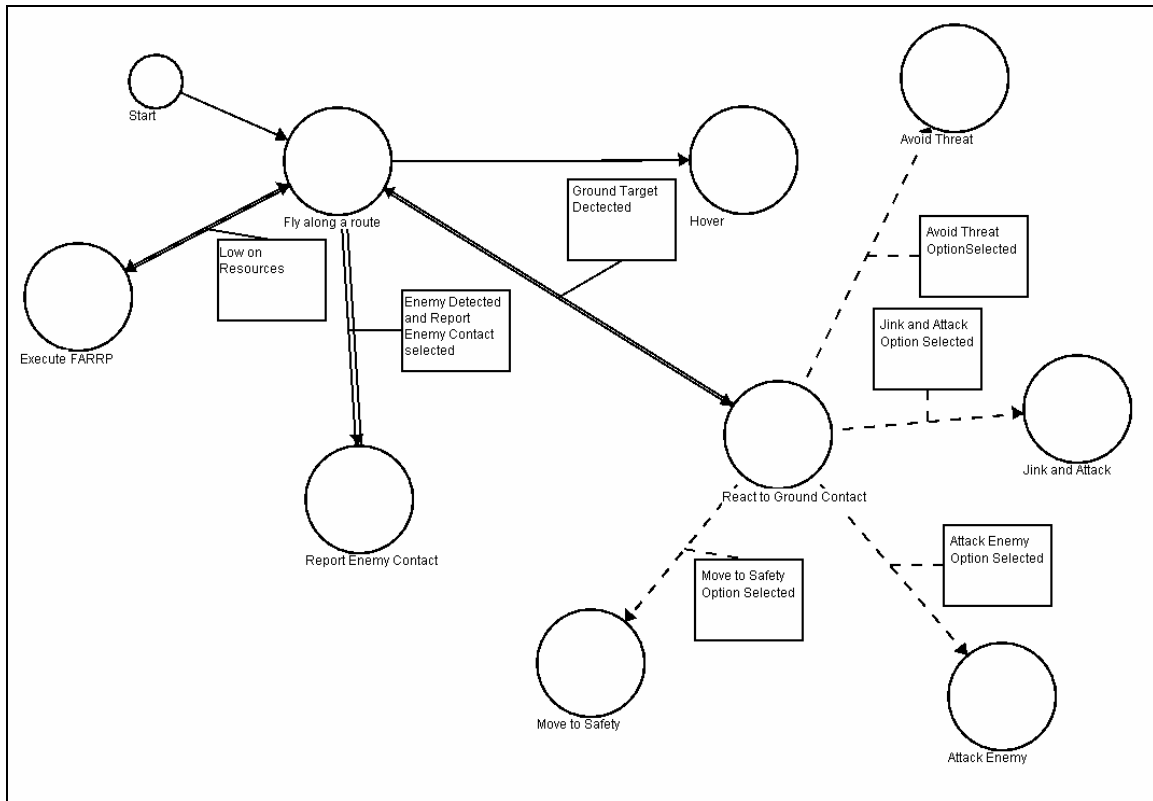 Start
Avoid Threat
Fly along a route
Ground Target
Dectected
Hover
Low on
Resources
Avoid Threat
OptionSelected
Enemy Detected
and Report
Enemy Contact
selected
Jink and Attack
Option Selected
Execute FARRP
Jink and Attack
React to Ground Contact
Attack Enemy
Option Selected
Report Enemy Contact
Move to Safety
Option Selected
Move to Safety
Attack Enemy